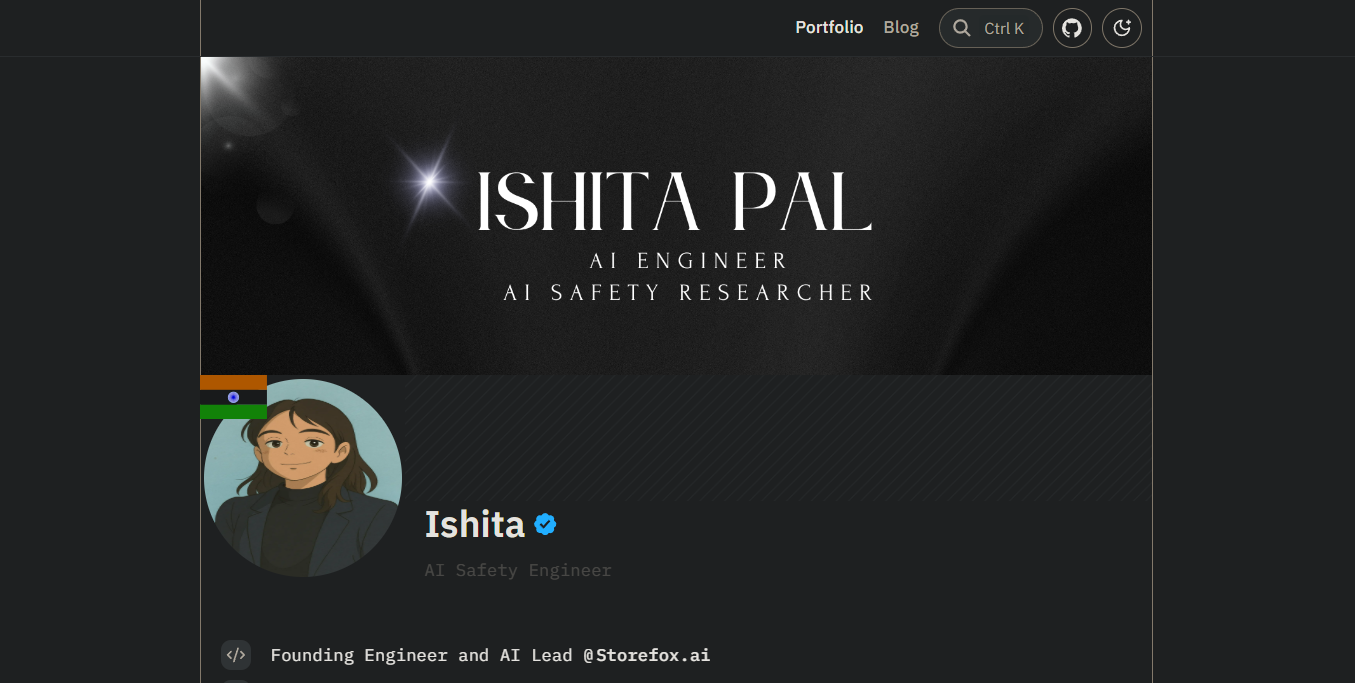 Portfolio Blog Ctrl K
ISHITA PAL
AI ENGINEER
AI SAFETY RESEARCHER
Ishita
AI Safety Engineer
</> Founding Engineer and AI Lead @Storefox.ai